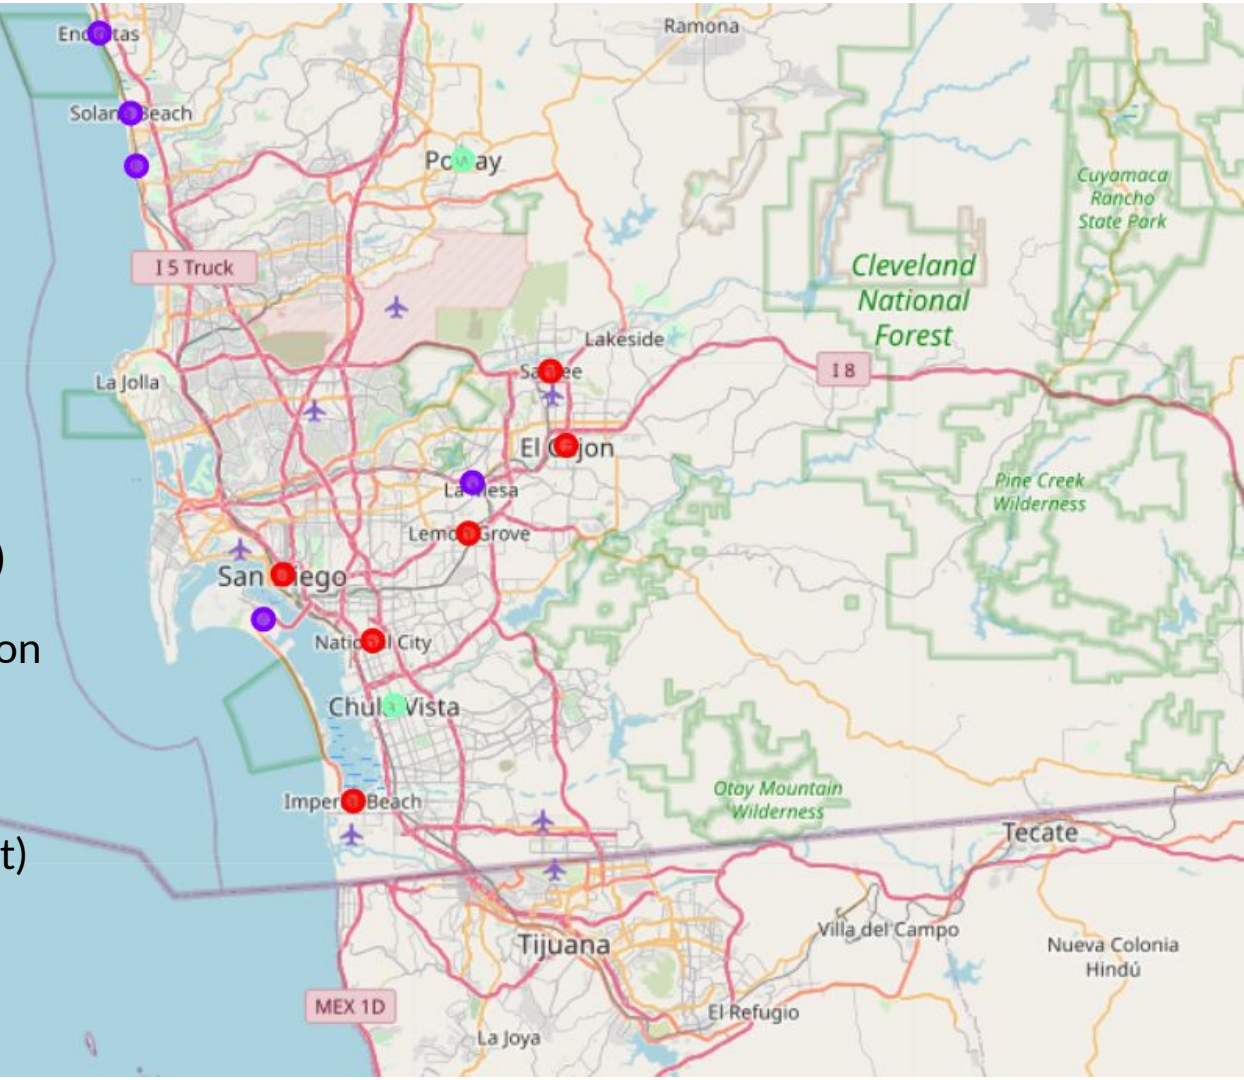 Ramona
Encitas
Solan Beach
Poway
Cuyamaca
Rancho
State Park
I 5 Truck
Cleveland
National
Forest
Lakeside
Santee
I 8
La Jolla
El Cajon
La Mesa
Pine Creek
Wilderness
Lemon Grove
)
San Diego
on
National City
Chula Vista
Otay Mountain
Wilderness
Imperial Beach
t)
Tecate
Villa del Campo
Tijuana
Nueva Colonia
Hindú
MEX 1D
El Refugio
La Joya